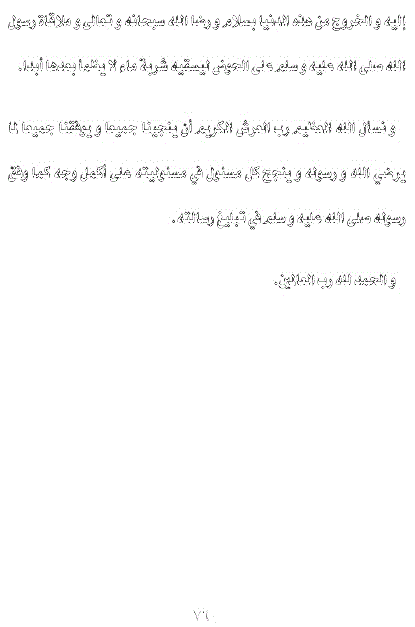 إليه و الخروج من هذه الدنيا بسلام و رضا الله سبحانه و تعالى و ملاقاة رسول
الله صلى الله عليه و سلم على الحوض ليسقيه شربة ماء لا يظمأ بعدها أبدا.
و نسأل الله العظيم رب العرش الكريم أن ينجينا جميعا و يوفقنا جميعا لما
يرضي الله و رسوله و ينجح كل مسئول في مسئوليته على أكمل وجه كما وفق
رسوله صلى الله عليه و سلم في تبليغ رسالته.
و الحمد لله رب العالمين.
٧٦